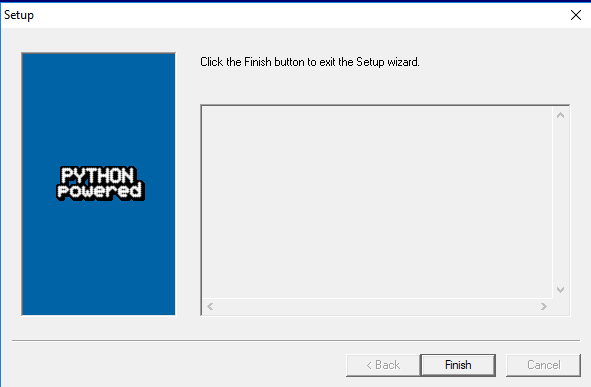 Setup
Click the Finish button to exit the Setup wizard.
PYTHON
powered
< Back
Finish
Cancel